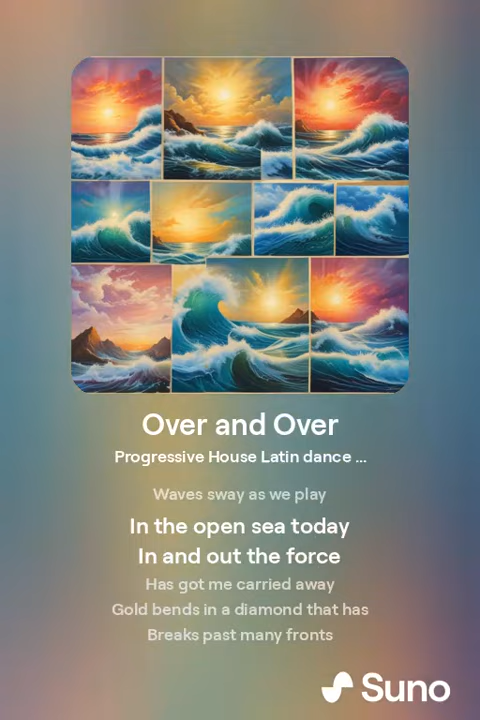 Over and Over
Progressive House Latin dance ...
Waves sway as we play
In the open sea today
In and out the force
Has got me carried away
Gold bends in a diamond that has
Breaks past many fronts
Suno